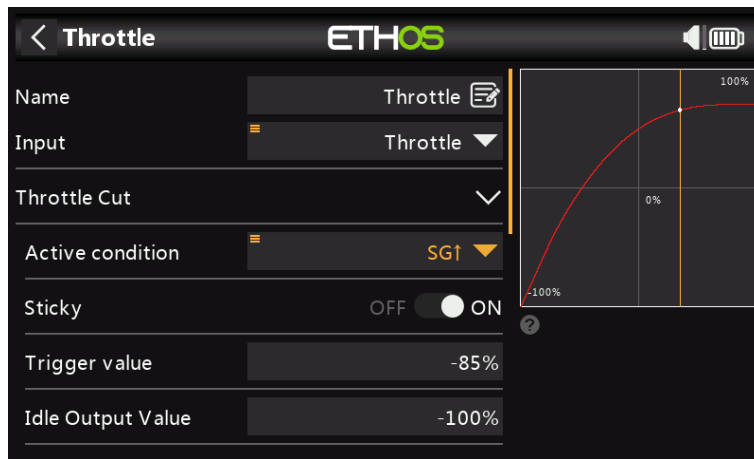 Throttle
ETHOS
Name
Throttle
Input
Throttle
Throttle Cut
Active condition
SG↑
Sticky
OFF ON
Trigger value
-85%
Idle Output Value
-100%
100%
0%
-100%
?